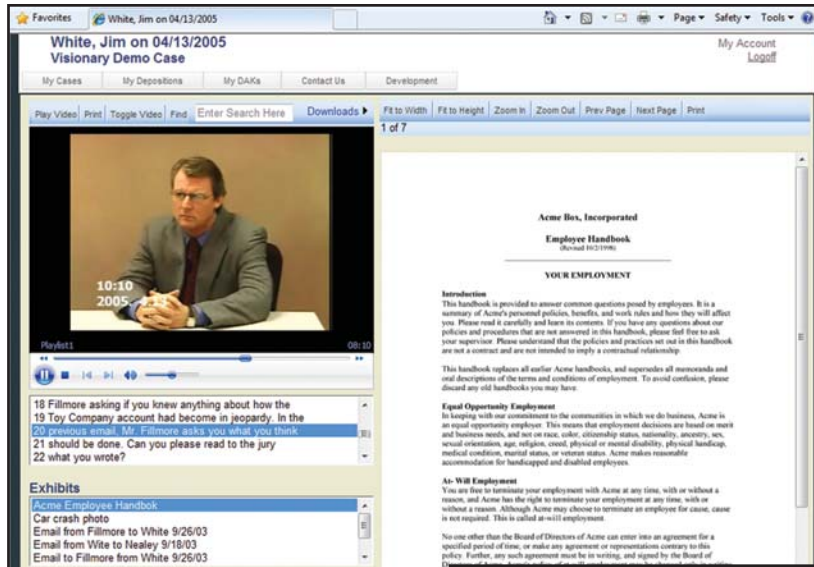 Favorites
White, Jim on 04/13/2005
Page
Safety
Tools
White, Jim on 04/13/2005
Visionary Demo Case
My Account
Logoff
My Cases
My Depositions
My DAKs
Contact Us
Development
Play Video
Print
Toggle Video
Find
Enter Search Here
Downloads
10:10
2005. 4.13
Playlist1
08:10
18 Fillmore asking if you knew anything about how the
19 Toy Company account had become in jeopardy. In the
20 previous email, Mr. Fillmore asks you what you think
21 should be done. Can you please read to the jury
22 what you wrote?
Exhibits
Acme Employee Handbok
Car crash photo
Email from Fillmore to White 9/26/03
Email from Wite to Nealey 9/18/03
Email to Fillmore from White 9/26/03
Fit to Width
Fit to Height
Zoom In
Zoom Out
Prev Page
Next Page
Print
1 of 7
Acme Box, Incorporated
Employee Handbook
(Revised 10/2/1998)
YOUR EMPLOYMENT
Introduction
This handbook is provided to answer common questions posed by employees. It is a
summary of Acme's personnel policies, benefits, and work rules and how they will affect
you. Please read it carefully and learn its contents. If you have any questions about our
policies and procedures that are not answered in this handbook, please feel free to ask
your supervisor. Please understand that the policies and practices set out in this handbook
are not a contract and are not intended to imply a contractual relationship.
This handbook replaces all earlier Acme handbooks, and supersedes all memoranda and
oral descriptions of the terms and conditions of employment. To avoid confusion, please
discard any old handbooks you may have.
Equal Opportunity Employment
In keeping with our commitment to the communities in which we do business, Acme is
an equal opportunity employer. This means that employment decisions are based on merit
and business needs, and not on race, color, citizenship status, nationality, ancestry, sex,
sexual orientation, age, religion, creed, physical or mental disability, physical handicap,
medical condition, marital status, or veteran status. Acme makes reasonable
accommodation for handicapped and disabled employees.
At- Will Employment
You are free to terminate your employment with Acme at any time, with or without a
reason, and Acme has the right to terminate your employment at any time, with or
without a reason. Although Acme may choose to terminate an employee for cause, cause
is not required. This is called at-will employment.
No one other than the Board of Directors of Acme can enter into an agreement for a
specified period of time, or make any agreement or representations contrary to this
policy. Further, any such agreement must be in writing, and signed by the Board of